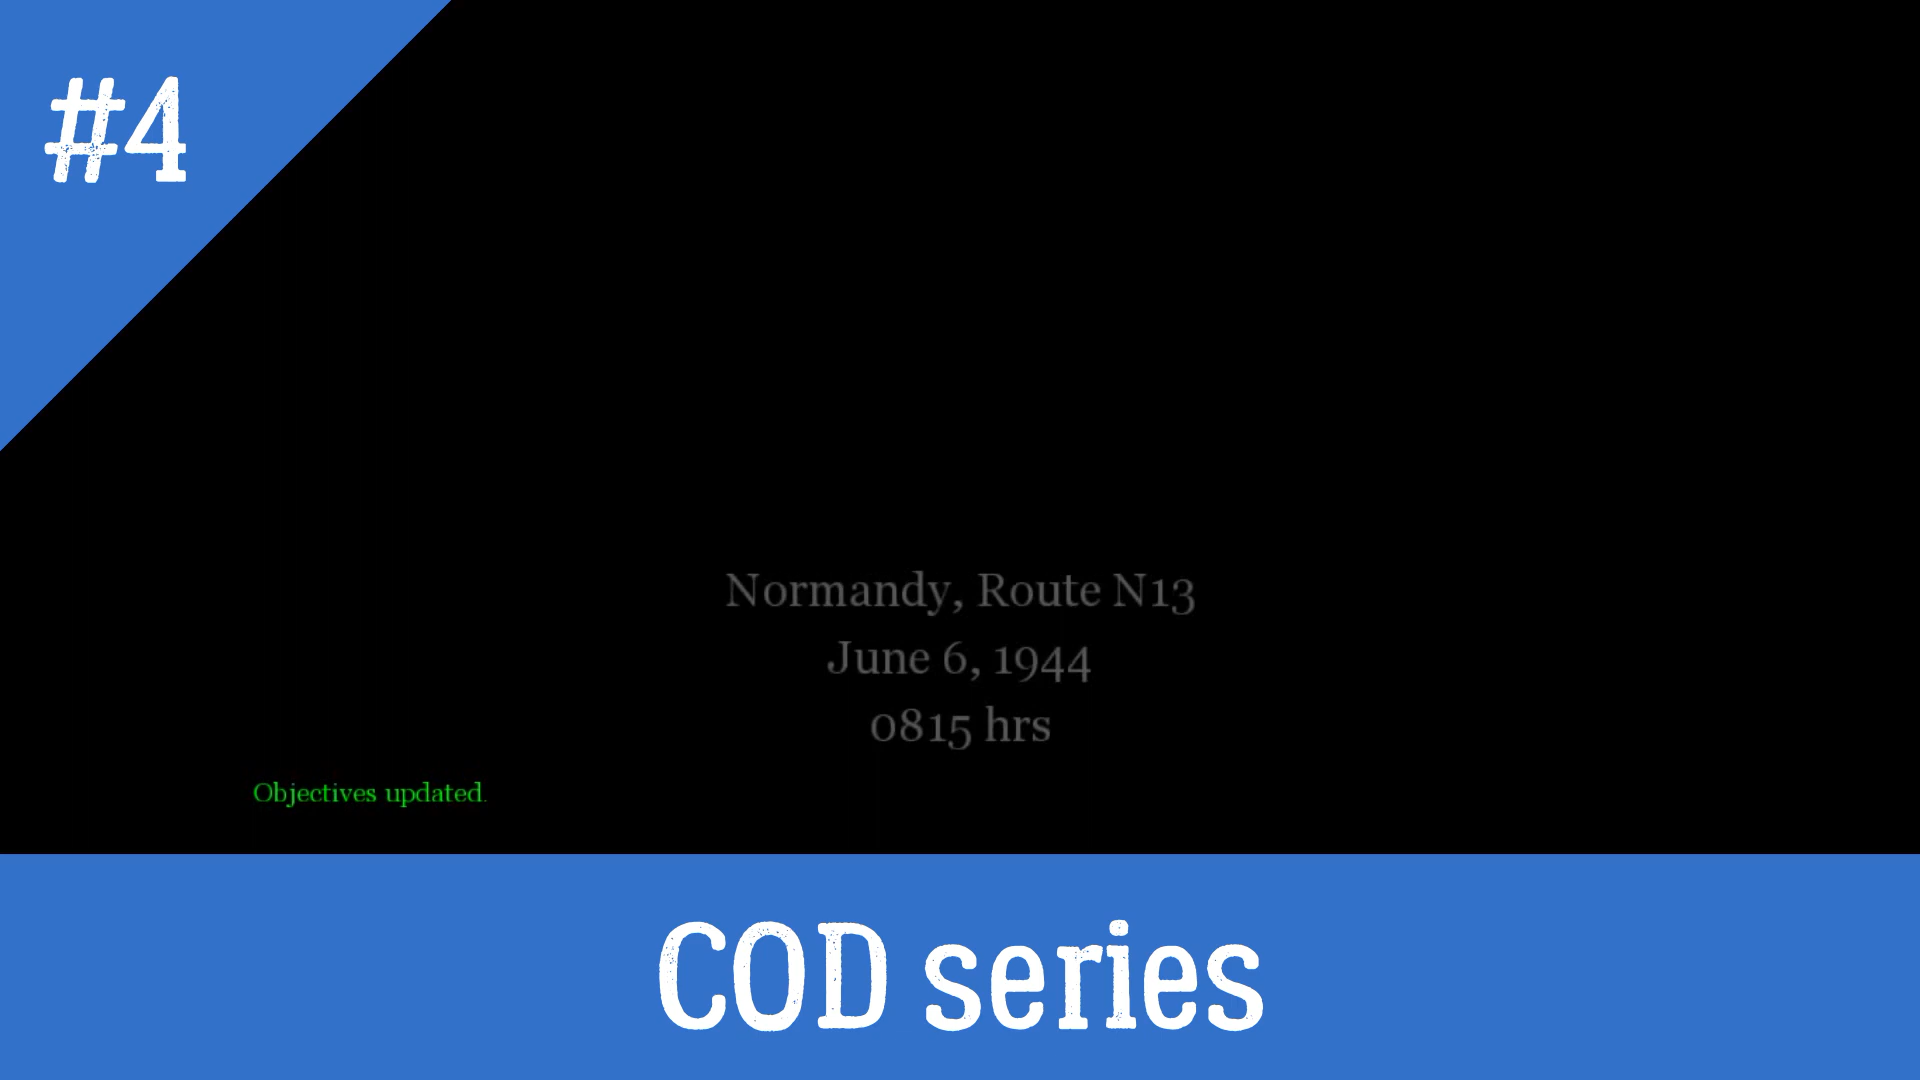 #4
Normandy, Route N13
June 6, 1944
0815 hrs
Objectives updated.
COD series